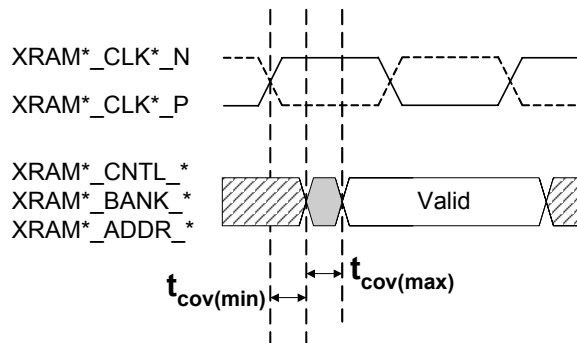 XRAM*_CLK*_N
XRAM*_CLK*_P
XRAM*_CNTL_*
XRAM*_BANK_*
XRAM*_ADDR_*
Valid
tcov(min)
tcov(max)